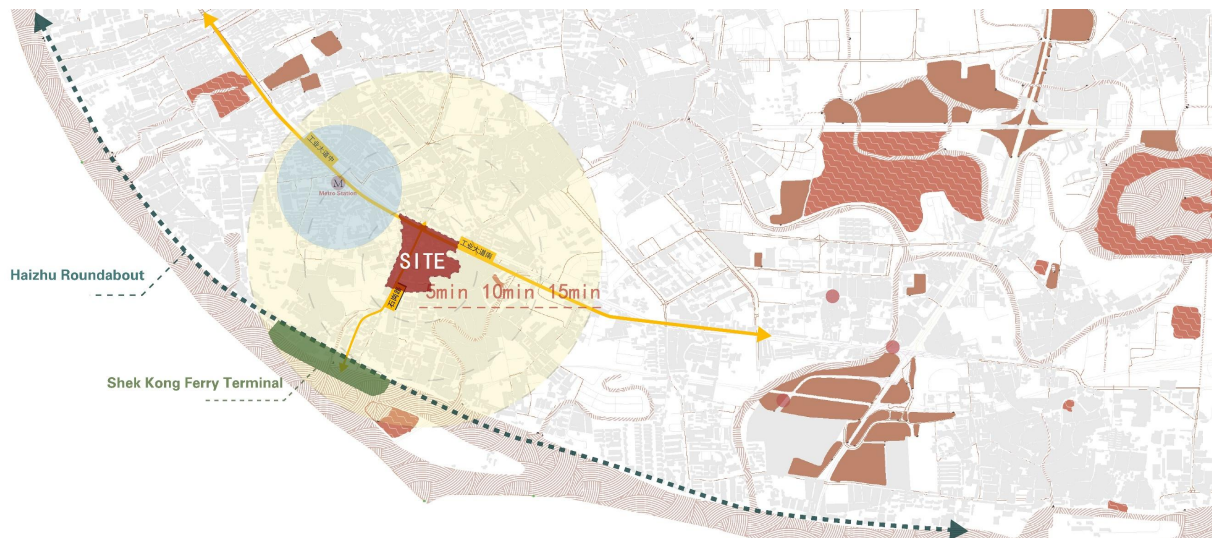 工业大道中
M
Metro Station
工业大道南
SITE
Haizhu Roundabout
5min 10min 15min
Shek Kong Ferry Terminal